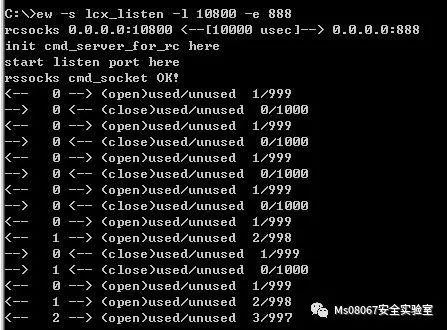 C:\>ew -s lcx_listen -l 10800 -e 888
rcsocks 0.0.0.0:10800 <--[10000 usec]--> 0.0.0.0:888
init cmd_server_for_rc here
start listen port here
rssocks cmd_socket OK!
<--   0 --> (open)used/unused  1/999
-->   0 <-- (close)used/unused  0/1000
<--   0 --> (open)used/unused  1/999
-->   0 <-- (close)used/unused  0/1000
<--   0 --> (open)used/unused  1/999
-->   0 <-- (close)used/unused  0/1000
<--   0 --> (open)used/unused  1/999
-->   0 <-- (close)used/unused  0/1000
<--   0 --> (open)used/unused  1/999
<--   1 --> (open)used/unused  2/998
-->   0 <-- (close)used/unused  1/999
-->   1 <-- (close)used/unused  0/1000
<--   0 --> (open)used/unused  1/999
<--   1 --> (open)used/unused  2/998
<--   2 --> (open)used/unused  3/997
Ms08067安全实验室